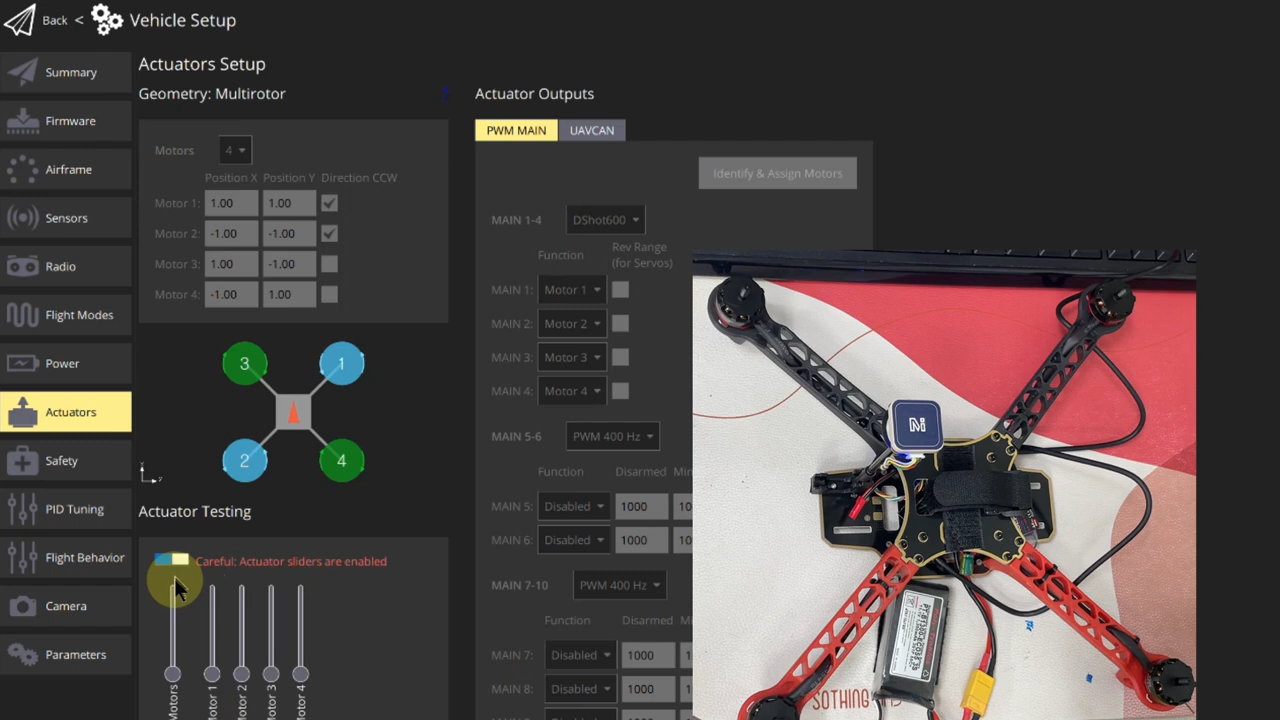 Back < Vehicle Setup
Summary
Firmware
Airframe
Sensors
Radio
Flight Modes
Power
Actuators
Safety
PID Tuning
Flight Behavior
Camera
Parameters
Actuators Setup
Geometry: Multirotor
Motors 4
Position X Position Y Direction CCW
Motor 1: 1.00 1.00
Motor 2: -1.00 -1.00
Motor 3: 1.00 -1.00
Motor 4: -1.00 1.00
3 1
2 4
Actuator Testing
Careful: Actuator sliders are enabled
Motors
Motor 1
Motor 2
Motor 3
Motor 4
Actuator Outputs
PWM MAIN UAVCAN
Identify & Assign Motors
MAIN 1-4 DShot600
Function Rev Range
(for Servos)
MAIN 1: Motor 1
MAIN 2: Motor 2
MAIN 3: Motor 3
MAIN 4: Motor 4
MAIN 5-6 PWM 400 Hz
Function Disarmed
MAIN 5: Disabled 1000
MAIN 6: Disabled 1000
MAIN 7-10 PWM 400 Hz
Function Disarmed
MAIN 7: Disabled 1000
MAIN 8: Disabled 1000
SOTHING